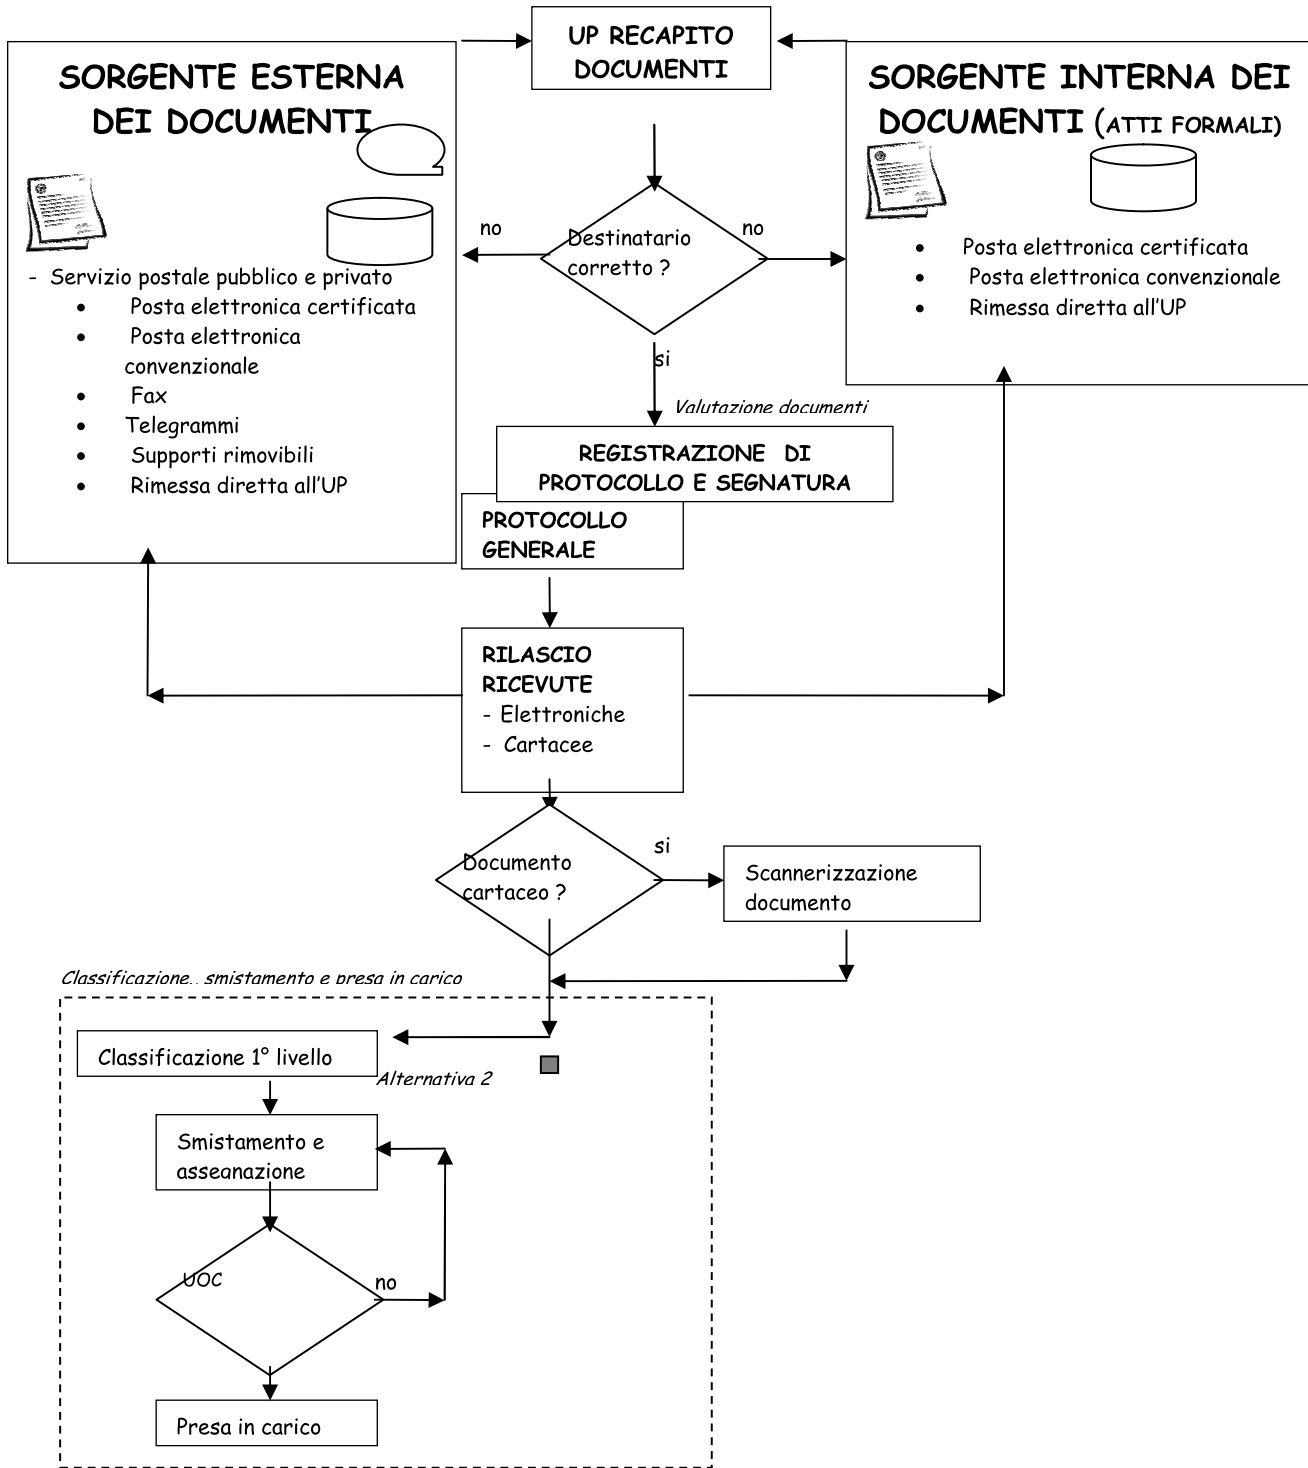 UP RECAPITO
DOCUMENTI
SORGENTE ESTERNA
DEI DOCUMENTI
- Servizio postale pubblico e privato
• Posta elettronica certificata
• Posta elettronica
convenzionale
• Fax
• Telegrammi
• Supporti rimovibili
• Rimessa diretta all'UP
SORGENTE INTERNA DEI
DOCUMENTI (ATTI FORMALI)
• Posta elettronica certificata
• Posta elettronica convenzionale
• Rimessa diretta all'UP
no
Destinatario
corretto ?
no
si
Valutazione documenti
REGISTRAZIONE DI
PROTOCOLLO E SEGNATURA
PROTOCOLLO
GENERALE
RILASCIO
RICEVUTE
- Elettroniche
- Cartacee
Documento
cartaceo ?
si
Scannerizzazione
documento
Classificazione.. smistamento e presa in carico
Classificazione 1° livello
Alternativa 2
Smistamento e
assegnazione
UOC
no
Presa in carico